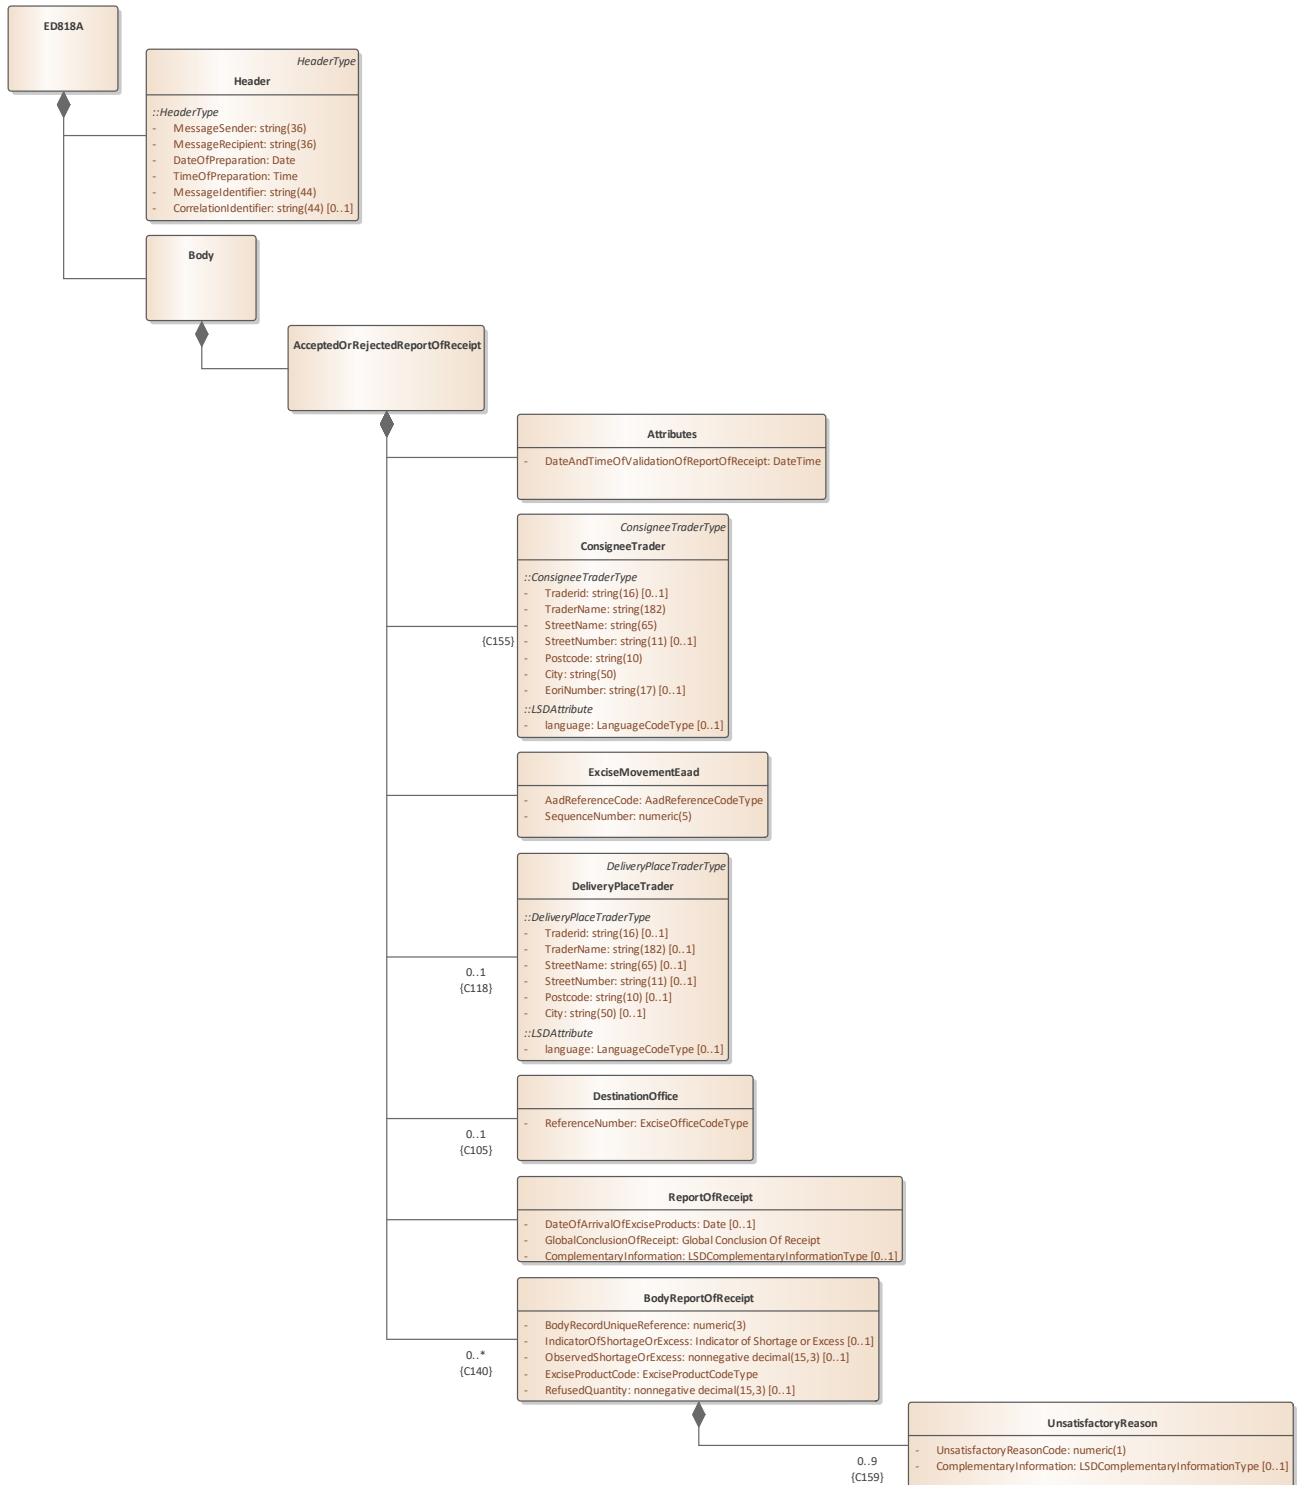 ED818A
HeaderType
Header
::HeaderType
- MessageSender: string(36)
- MessageRecipient: string(36)
- DateOfPreparation: Date
- TimeOfPreparation: Time
- MessageIdentifier: string(44)
- CorrelationIdentifier: string(44) [0..1]
Body
AcceptedOrRejectedReportOfReceipt
Attributes
- DateAndTimeOfValidationOfReportOfReceipt: DateTime
ConsigneeTraderType
ConsigneeTrader
::ConsigneeTraderType
- Traderid: string(16) [0..1]
- TraderName: string(182)
- StreetName: string(65)
- StreetNumber: string(11) [0..1]
- Postcode: string(10)
- City: string(50)
- EoriNumber: string(17) [0..1]
::LSDAttribute
- language: LanguageCodeType [0..1]
{C155}
ExciseMovementEaad
- AadReferenceCode: AadReferenceCodeType
- SequenceNumber: numeric(5)
DeliveryPlaceTraderType
DeliveryPlaceTrader
::DeliveryPlaceTraderType
- Traderid: string(16) [0..1]
- TraderName: string(182) [0..1]
- StreetName: string(65) [0..1]
- StreetNumber: string(11) [0..1]
- Postcode: string(10) [0..1]
- City: string(50) [0..1]
::LSDAttribute
- language: LanguageCodeType [0..1]
0..1
{C118}
DestinationOffice
- ReferenceNumber: ExciseOfficeCodeType
0..1
{C105}
ReportOfReceipt
- DateOfArrivalOfExciseProducts: Date [0..1]
- GlobalConclusionOfReceipt: Global Conclusion Of Receipt
- ComplementaryInformation: LSDComplementaryInformationType [0..1]
BodyReportOfReceipt
- BodyRecordUniqueReference: numeric(3)
- IndicatorOfShortageOrExcess: Indicator of Shortage or Excess [0..1]
- ObservedShortageOrExcess: nonnegative decimal(15,3) [0..1]
- ExciseProductCode: ExciseProductCodeType
- RefusedQuantity: nonnegative decimal(15,3) [0..1]
0..*
{C140}
UnsatisfactoryReason
- UnsatisfactoryReasonCode: numeric(1)
- ComplementaryInformation: LSDComplementaryInformationType [0..1]
0..9
{C159}